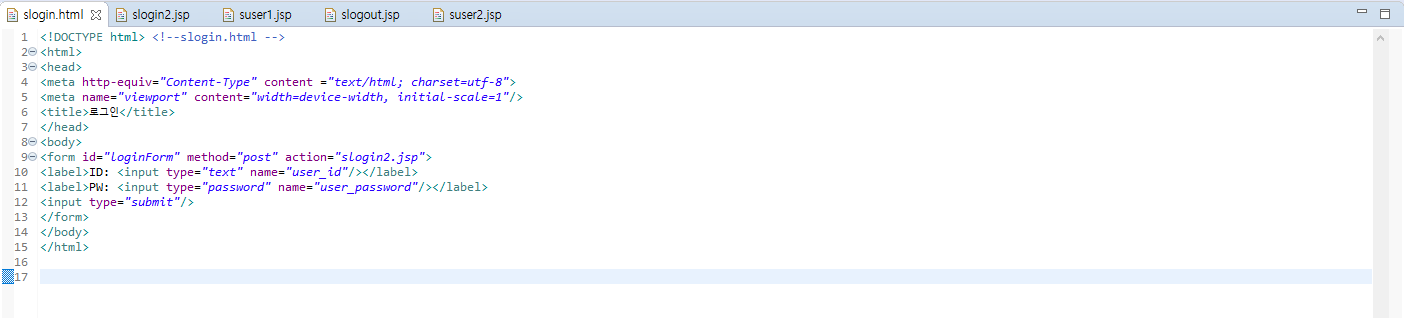 slogin.html slogin2.jsp suser1.jsp slogout.jsp suser2.jsp
1 <!DOCTYPE html> <!--slogin.html -->
2 <html>
3 <head>
4 <meta http-equiv="Content-Type" content ="text/html; charset=utf-8">
5 <meta name="viewport" content="width=device-width, initial-scale=1"/>
6 <title>로그인</title>
7 </head>
8 <body>
9 <form id="loginForm" method="post" action="slogin2.jsp">
10 <label>ID: <input type="text" name="user_id"/></label>
11 <label>PW: <input type="password" name="user_password"/></label>
12 <input type="submit"/>
13 </form>
14 </body>
15 </html>
16
17